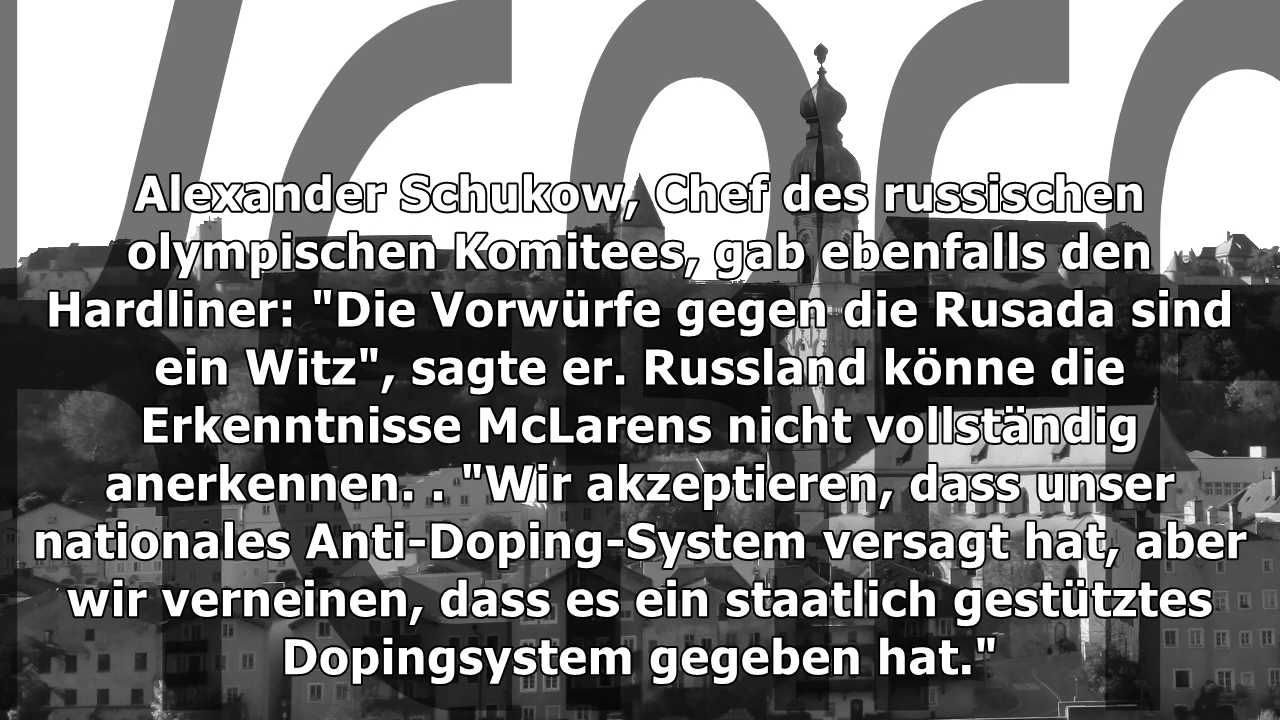 Alexander Schukow, Chef des russischen
olympischen Komitees, gab ebenfalls den
Hardliner: "Die Vorwürfe gegen die Rusada sind
ein Witz", sagte er. Russland könne die
Erkenntnisse McLarens nicht vollständig
anerkennen. . "Wir akzeptieren, dass unser
nationales Anti-Doping-System versagt hat, aber
wir verneinen, dass es ein staatlich gestütztes
Dopingsystem gegeben hat."